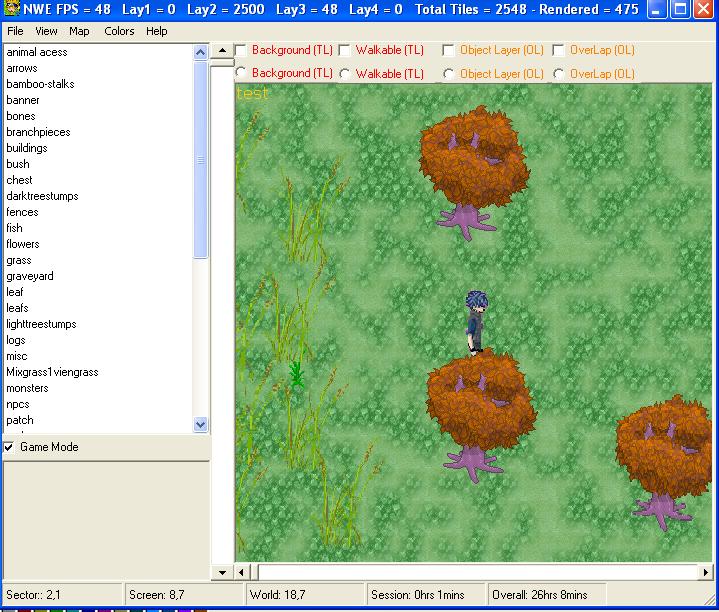 NWE FPS = 48 Lay1 = 0 Lay2 = 2500 Lay3 = 48 Lay4 = 0 Total Tiles = 2548 - Rendered = 475
File View Map Colors Help
Background (TL) Walkable (TL) Object Layer (OL) OverLap (OL)
Background (TL) Walkable (TL) Object Layer (OL) OverLap (OL)
animal acess
arrows
bamboo-stalks
banner
bones
branchpieces
buildings
bush
chest
darktreestumps
fences
fish
flowers
grass
graveyard
leaf
leafs
lighttreestumps
logs
misc
Mixgrass1viengrass
monsters
npcs
patch
test
Game Mode
Sector:: 2,1 Screen: 8,7 World: 18,7 Session: 0hrs 1mins Overall: 26hrs 8mins